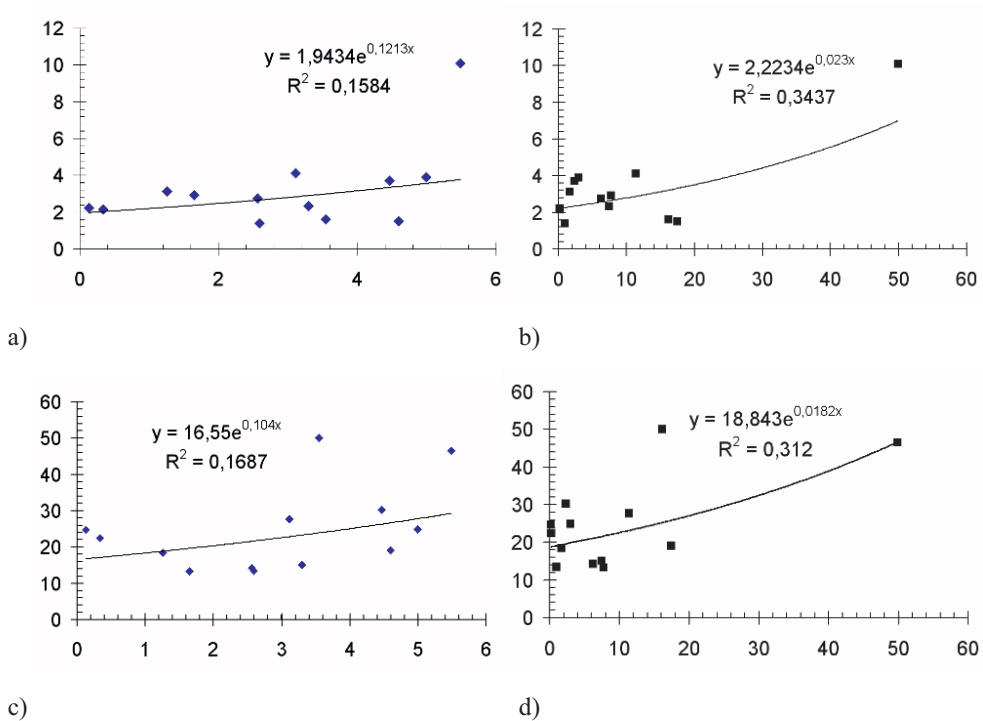 12
10
8
6
4
2
0
0 2 4 6
y = 1,9434e^0,1213x
R² = 0,1584
a)
12
10
8
6
4
2
0
0 10 20 30 40 50 60
y = 2,2234e^0,023x
R² = 0,3437
b)
60
50
40
30
20
10
0
0 1 2 3 4 5 6
y = 16,55e^0,104x
R² = 0,1687
c)
60
50
40
30
20
10
0
0 10 20 30 40 50 60
y = 18,843e^0,0182x
R² = 0,312
d)